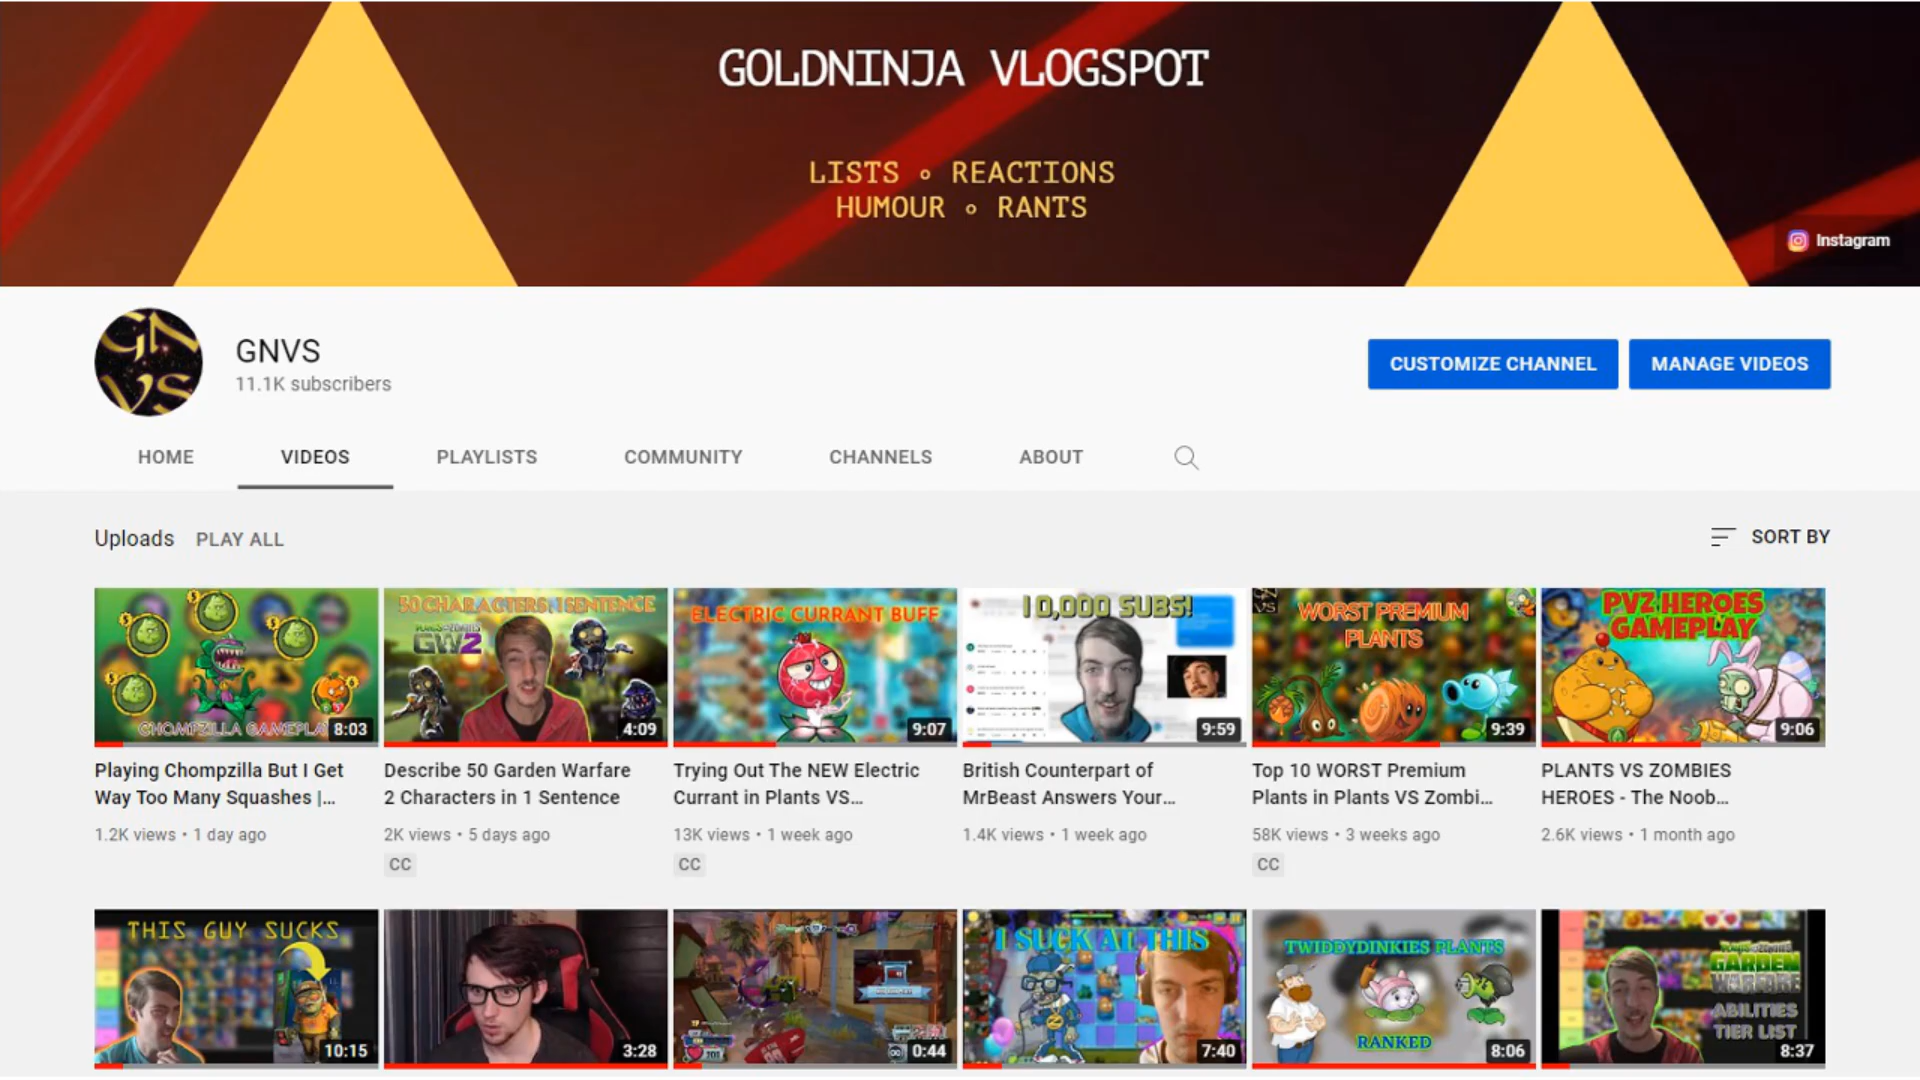 GOLDNINJA VLOGSPOT
LISTS ∘ REACTIONS
HUMOUR ∘ RANTS
Instagram
GN
VS
GNVS
11.1K subscribers
CUSTOMIZE CHANNEL
MANAGE VIDEOS
HOME
VIDEOS
PLAYLISTS
COMMUNITY
CHANNELS
ABOUT
Uploads
PLAY ALL
SORT BY
CHOMPZILLA GAMEPLA
8:03
Playing Chompzilla But I Get
Way Too Many Squashes |...
1.2K views • 1 day ago
50 CHARACTERS, 1 SENTENCE
GW2
4:09
Describe 50 Garden Warfare
2 Characters in 1 Sentence
2K views • 5 days ago
CC
ELECTRIC CURRANT BUFF
9:07
Trying Out The NEW Electric
Currant in Plants VS...
13K views • 1 week ago
CC
10,000 SUBS!
9:59
British Counterpart of
MrBeast Answers Your...
1.4K views • 1 week ago
GN
VS
WORST PREMIUM
PLANTS
9:39
Top 10 WORST Premium
Plants in Plants VS Zombi...
58K views • 3 weeks ago
CC
PVZ HEROES
GAMEPLAY
9:06
PLANTS VS ZOMBIES
HEROES - The Noob...
2.6K views • 1 month ago
THIS GUY SUCKS
10:15
3:28
0:44
I SUCK AT THIS
7:40
TWIDDYDINKIES PLANTS
RANKED
8:06
GARDEN
WARFARE
ABILITIES
TIER LIST
8:37